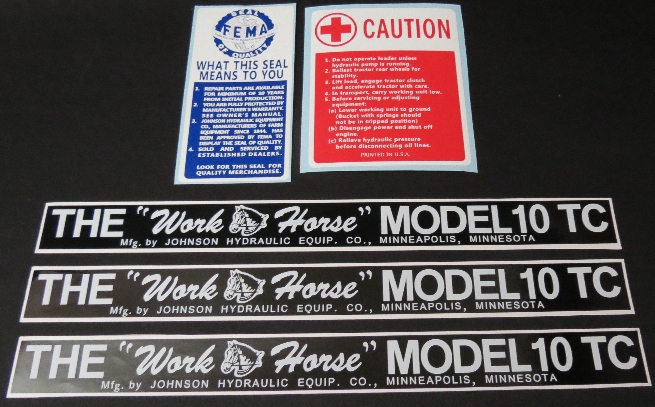 SEAL
FEMA
OF QUALITY
WHAT THIS SEAL
MEANS TO YOU
1. REPAIR PARTS ARE AVAILABLE
FOR MINIMUM OF 10 YEARS
FROM INITIAL PRODUCTION.
2. YOU ARE FULLY PROTECTED BY
MANUFACTURER'S WARRANTY.
SEE OWNER'S MANUAL.
3. JOHNSON HYDRAULIC EQUIPMENT
CO., MANUFACTURERS OF FARM
EQUIPMENT SINCE 1944, HAS
BEEN APPROVED BY FEMA TO
DISPLAY THE SEAL OF QUALITY.
4. SOLD AND SERVICED BY
ESTABLISHED DEALERS.
LOOK FOR THIS SEAL FOR
QUALITY MERCHANDISE.
CAUTION
1. Do not operate loader unless
hydraulic pump is running.
2. Ballast tractor rear wheels for
stability.
3. Lift load, engage tractor clutch
and accelerate tractor with care.
4. In transport, carry working unit low.
5. Before servicing or adjusting
equipment:
(a) Lower working unit to ground
(Bucket with springs should
not be in tripped position)
(b) Disengage power and shut off
engine.
(c) Relieve hydraulic pressure
before disconnecting oil lines.
PRINTED IN U.S.A.
THE "Work Horse" MODEL 10 TC
Mfg. by JOHNSON HYDRAULIC EQUIP. CO., MINNEAPOLIS, MINNESOTA
THE "Work Horse" MODEL 10 TC
Mfg. by JOHNSON HYDRAULIC EQUIP. CO., MINNEAPOLIS, MINNESOTA
THE "Work Horse" MODEL 10 TC
Mfg. by JOHNSON HYDRAULIC EQUIP. CO., MINNEAPOLIS, MINNESOTA